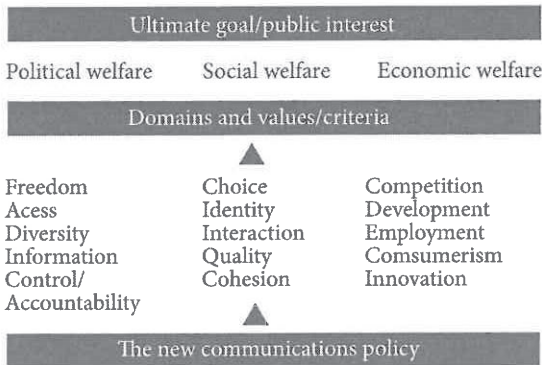 Ultimate goal/public interest
Political welfare Social welfare Economic welfare
Domains and values/criteria
Freedom Choice Competition
Acess Identity Development
Diversity Interaction Employment
Information Quality Comsumerism
Control/ Cohesion Innovation
Accountability
The new communications policy